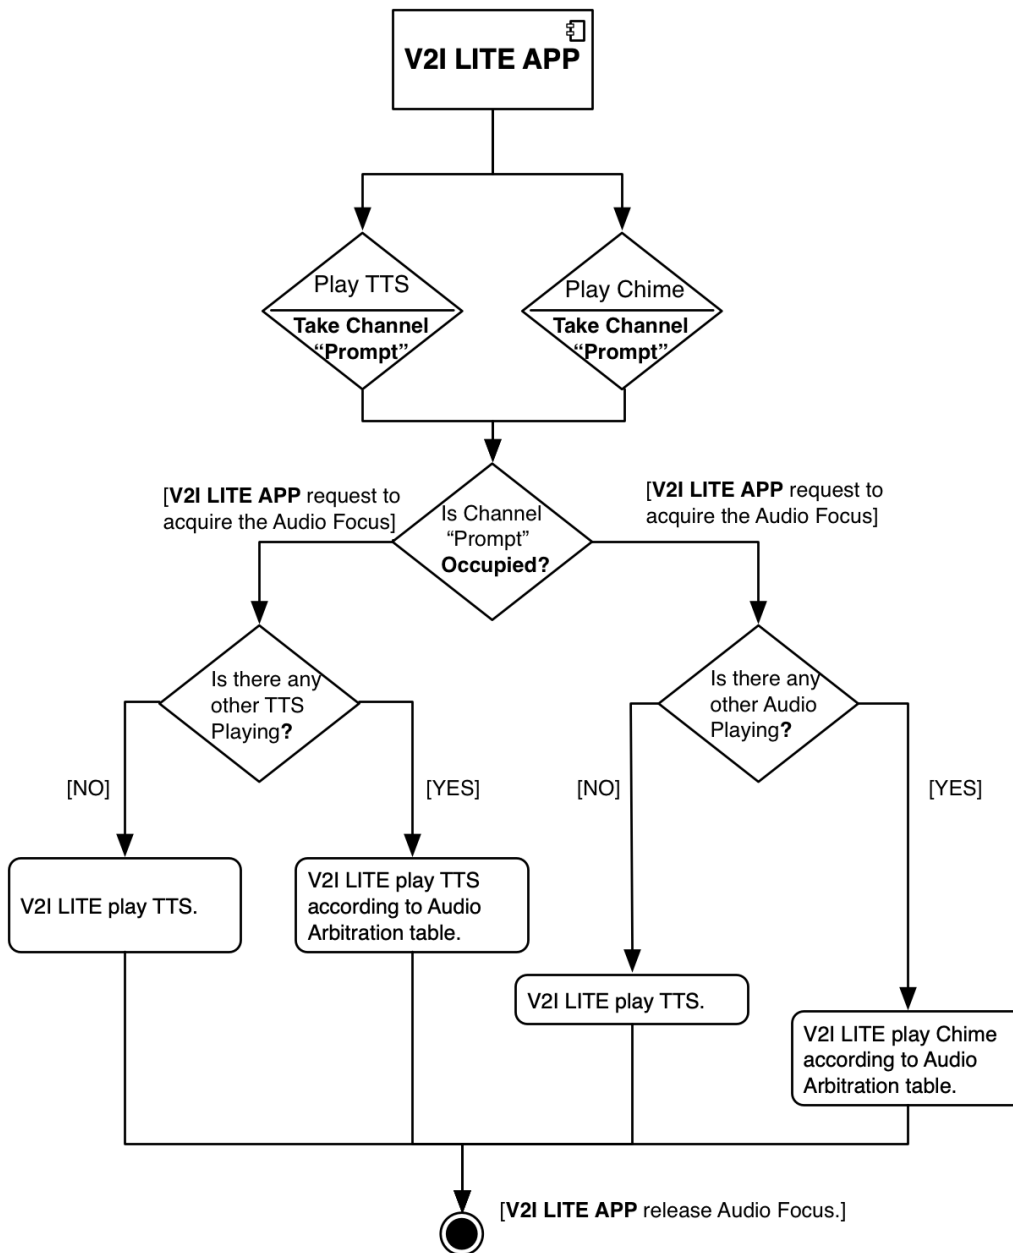 V2I LITE APP
Play TTS
Take Channel
“Prompt”
Play Chime
Take Channel
“Prompt”
[V2I LITE APP request to
acquire the Audio Focus]
Is Channel
“Prompt”
Occupied?
[V2I LITE APP request to
acquire the Audio Focus]
Is there any
other TTS
Playing?
Is there any
other Audio
Playing?
[NO]
[YES]
[NO]
[YES]
V2I LITE play TTS.
V2I LITE play TTS
according to Audio
Arbitration table.
V2I LITE play TTS.
V2I LITE play Chime
according to Audio
Arbitration table.
[V2I LITE APP release Audio Focus.]